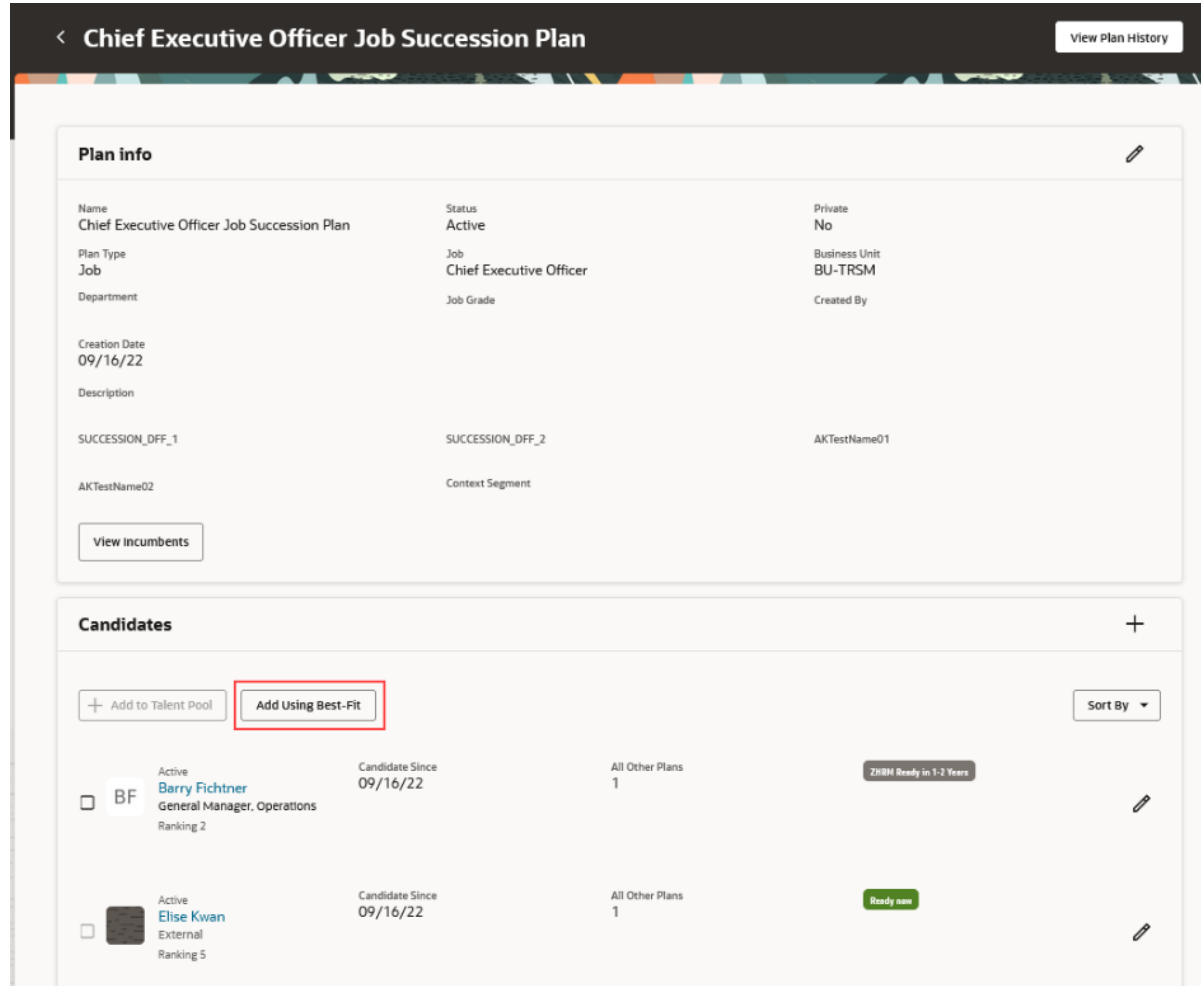 Chief Executive Officer Job Succession Plan
View Plan History
Plan info
Name
Chief Executive Officer Job Succession Plan
Status
Active
Private
No
Plan Type
Job
Job
Chief Executive Officer
Business Unit
BU-TRSM
Department
Job Grade
Created By
Creation Date
09/16/22
Description
SUCCESSION_DFF_1
SUCCESSION_DFF_2
AKTestName01
AKTestName02
Context Segment
View Incumbents
Candidates
Add to Talent Pool
Add Using Best-Fit
Sort By
BF
Active
Barry Fichtner
General Manager, Operations
Ranking 2
Candidate Since
09/16/22
All Other Plans
1
ZHRM Ready in 1-2 Years
Active
Elise Kwan
External
Ranking 5
Candidate Since
09/16/22
All Other Plans
1
Ready now